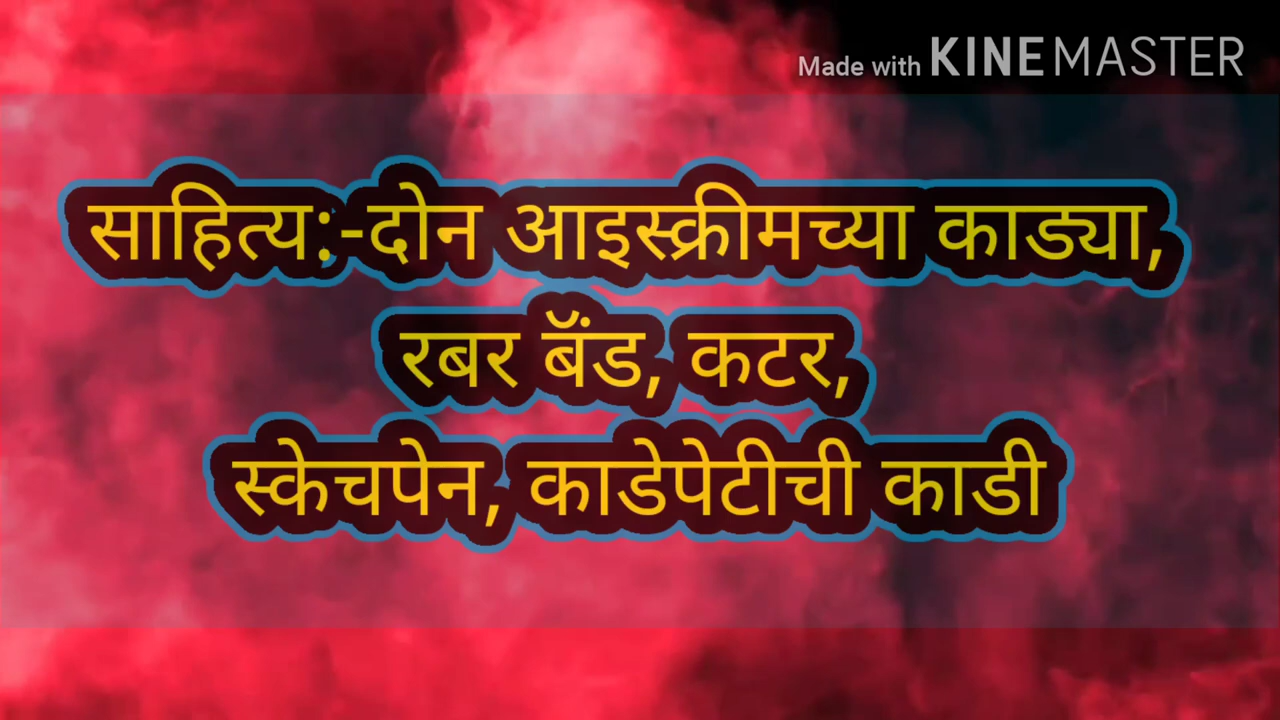 Made with KINEMASTER
साहित्य:-दोन आइस्क्रीमच्या काड्या,
रबर बॅंड, कटर,
स्केचपेन, काडेपेटीची काडी